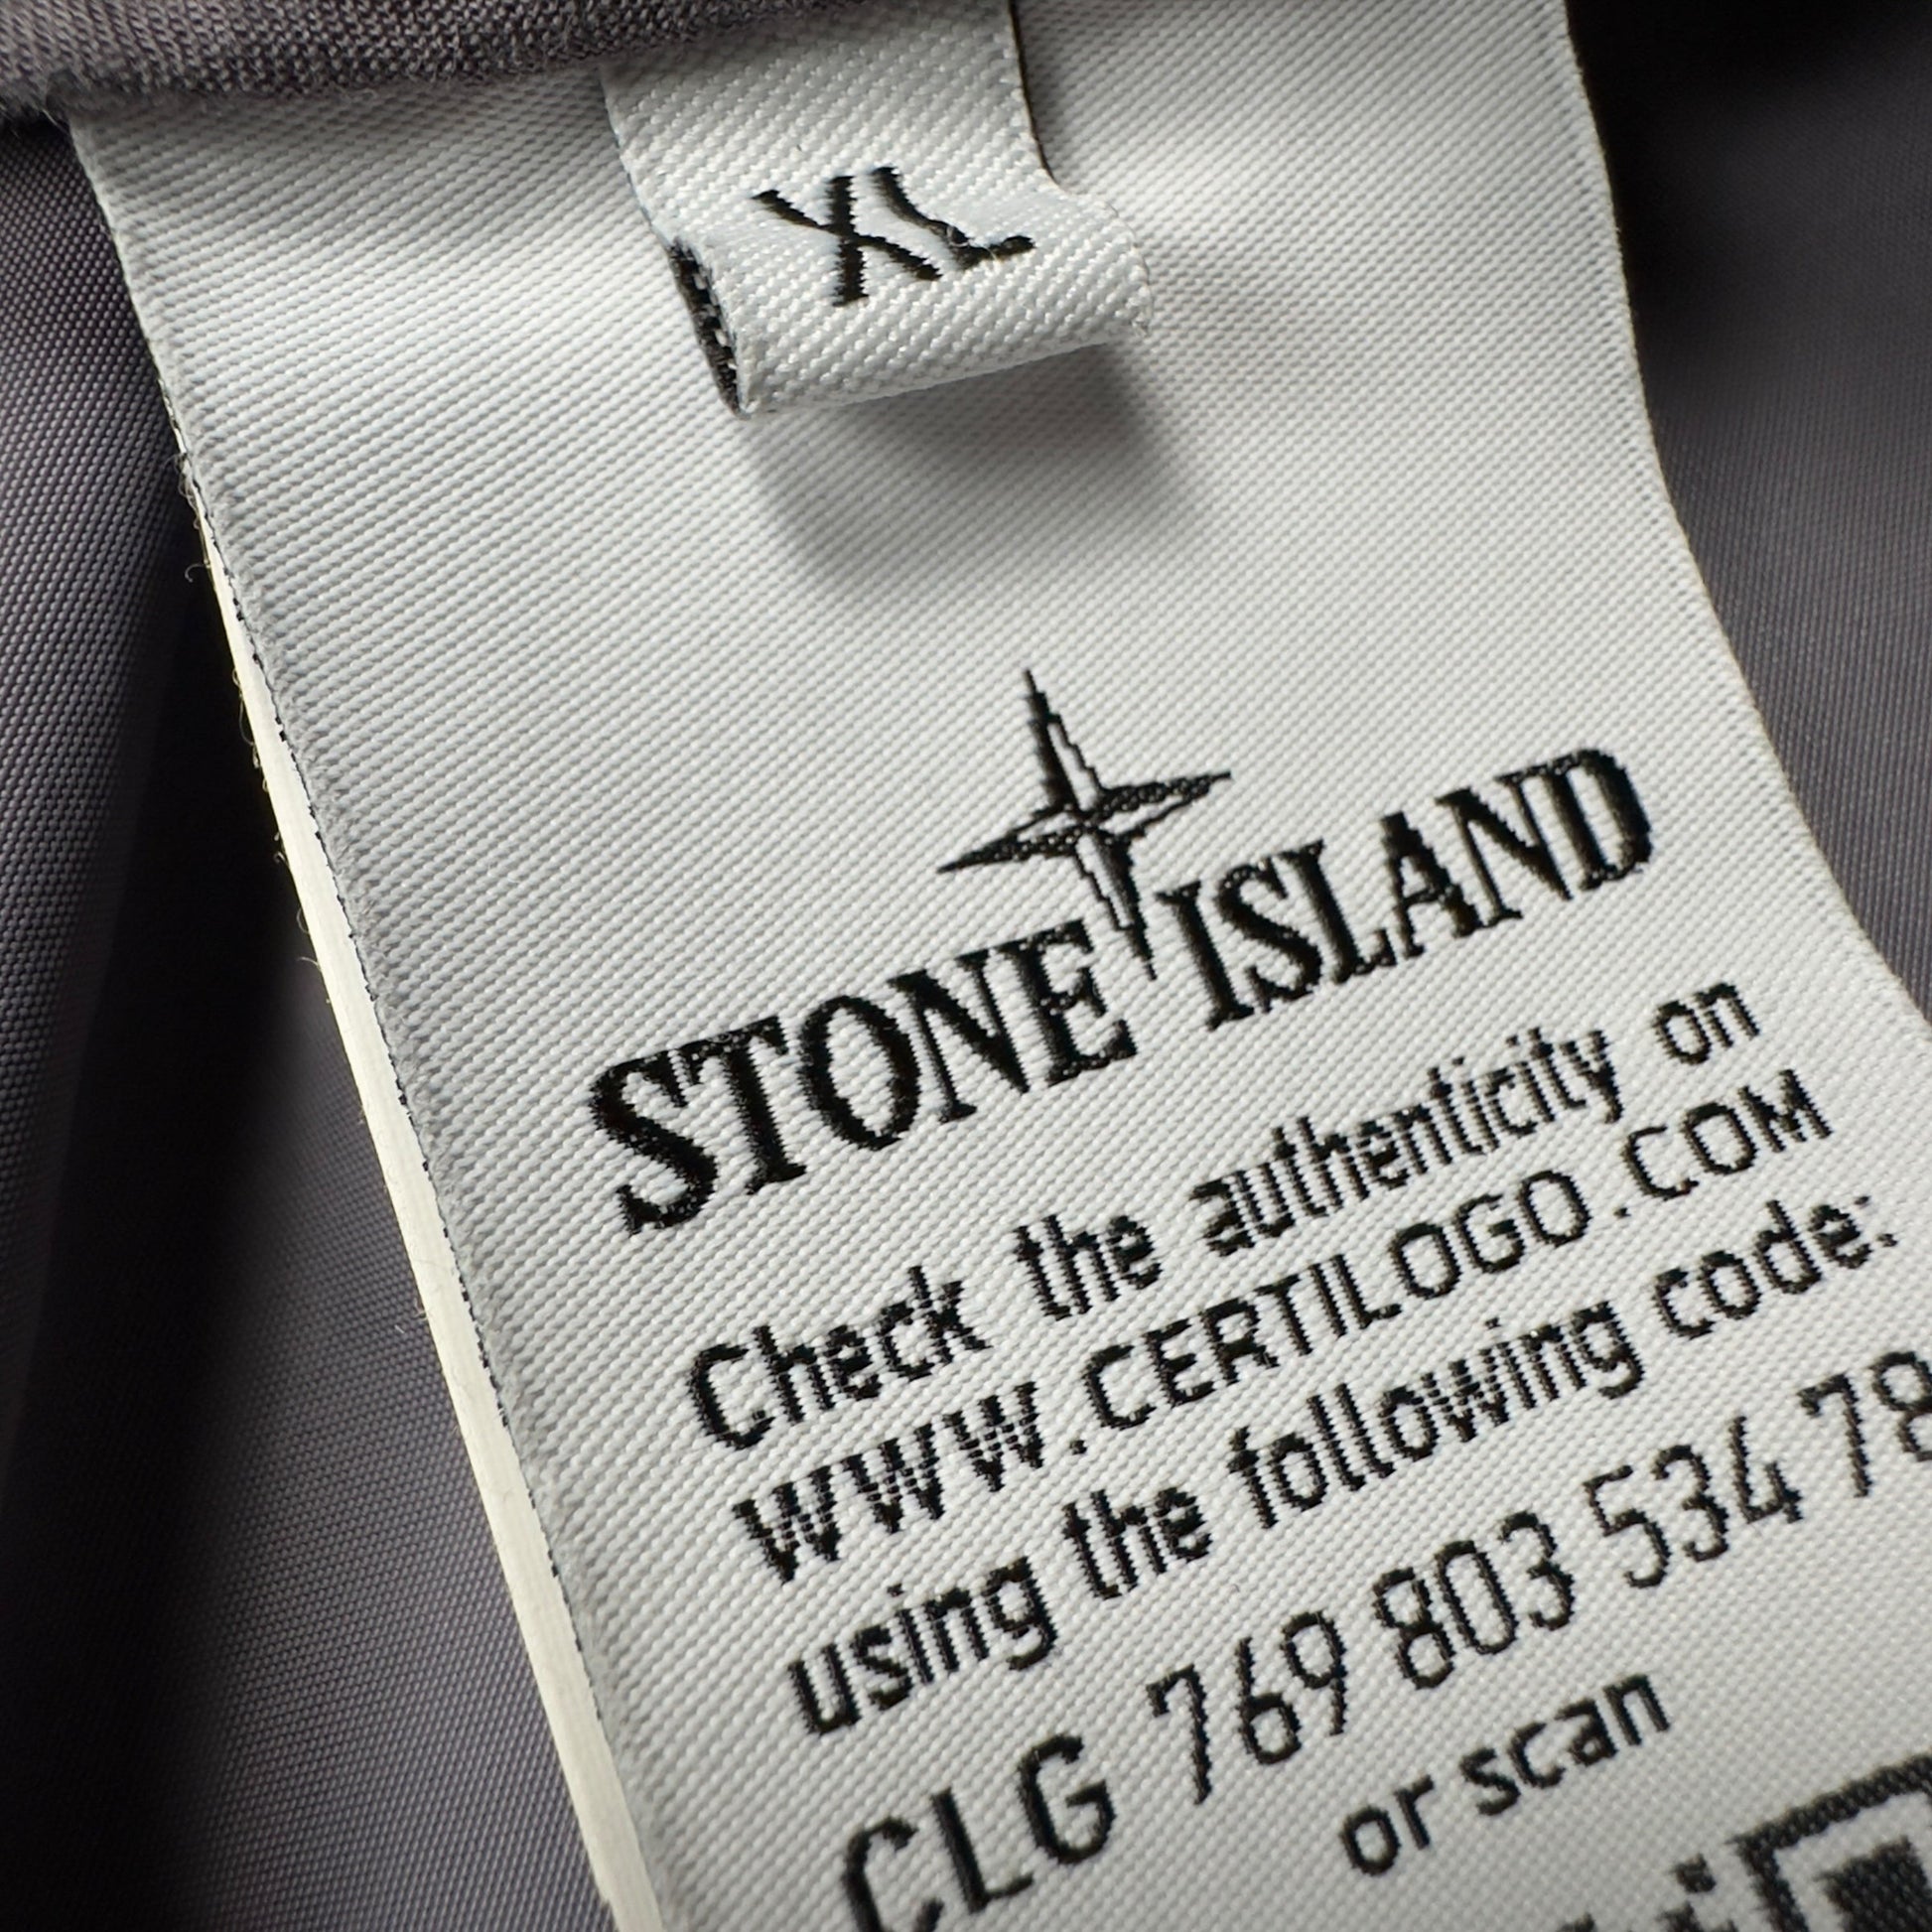 XL
STONE ISLAND
Check the authenticity on
WWW.CERTILOGO.COM
using the following code:
CLG 769 803 534 78
or scan